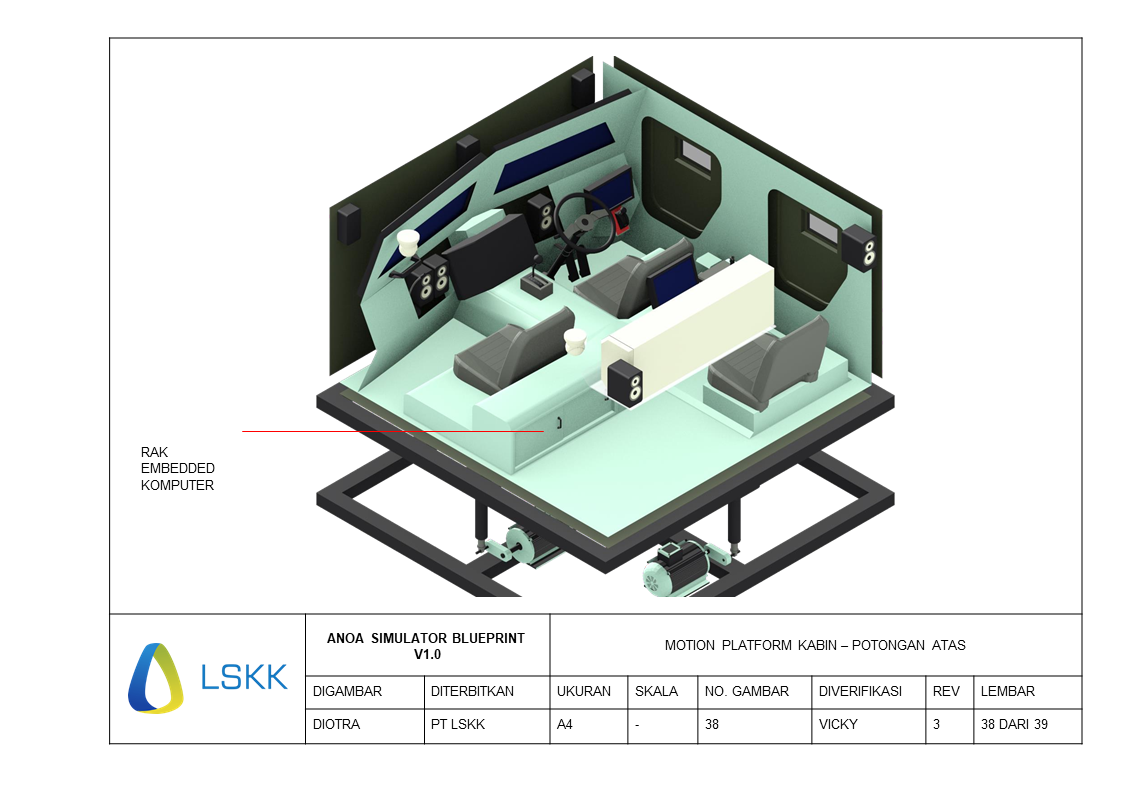 RAK
EMBEDDED
KOMPUTER
LSKK
ANOA SIMULATOR BLUEPRINT
V1.0
MOTION PLATFORM KABIN – POTONGAN ATAS
DIGAMBAR DITERBITKAN UKURAN SKALA NO. GAMBAR DIVERIFIKASI REV LEMBAR
DIOTRA PT LSKK A4 - 38 VICKY 3 38 DARI 39